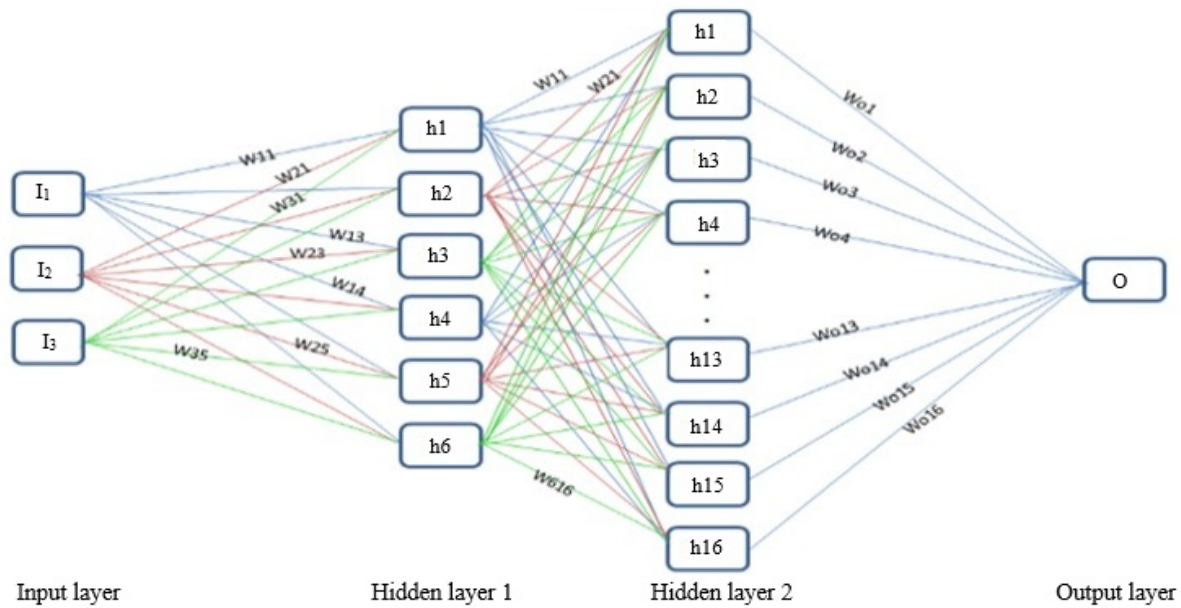 I1
I2
I3
W11
W21
W31
W13
W23
W14
W25
W35
h1
h2
h3
h4
h5
h6
W11
W21
W616
h1
h2
h3
h4
h13
h14
h15
h16
Wo1
Wo2
Wo3
Wo4
Wo13
Wo14
Wo15
Wo16
O
Input layer
Hidden layer 1
Hidden layer 2
Output layer